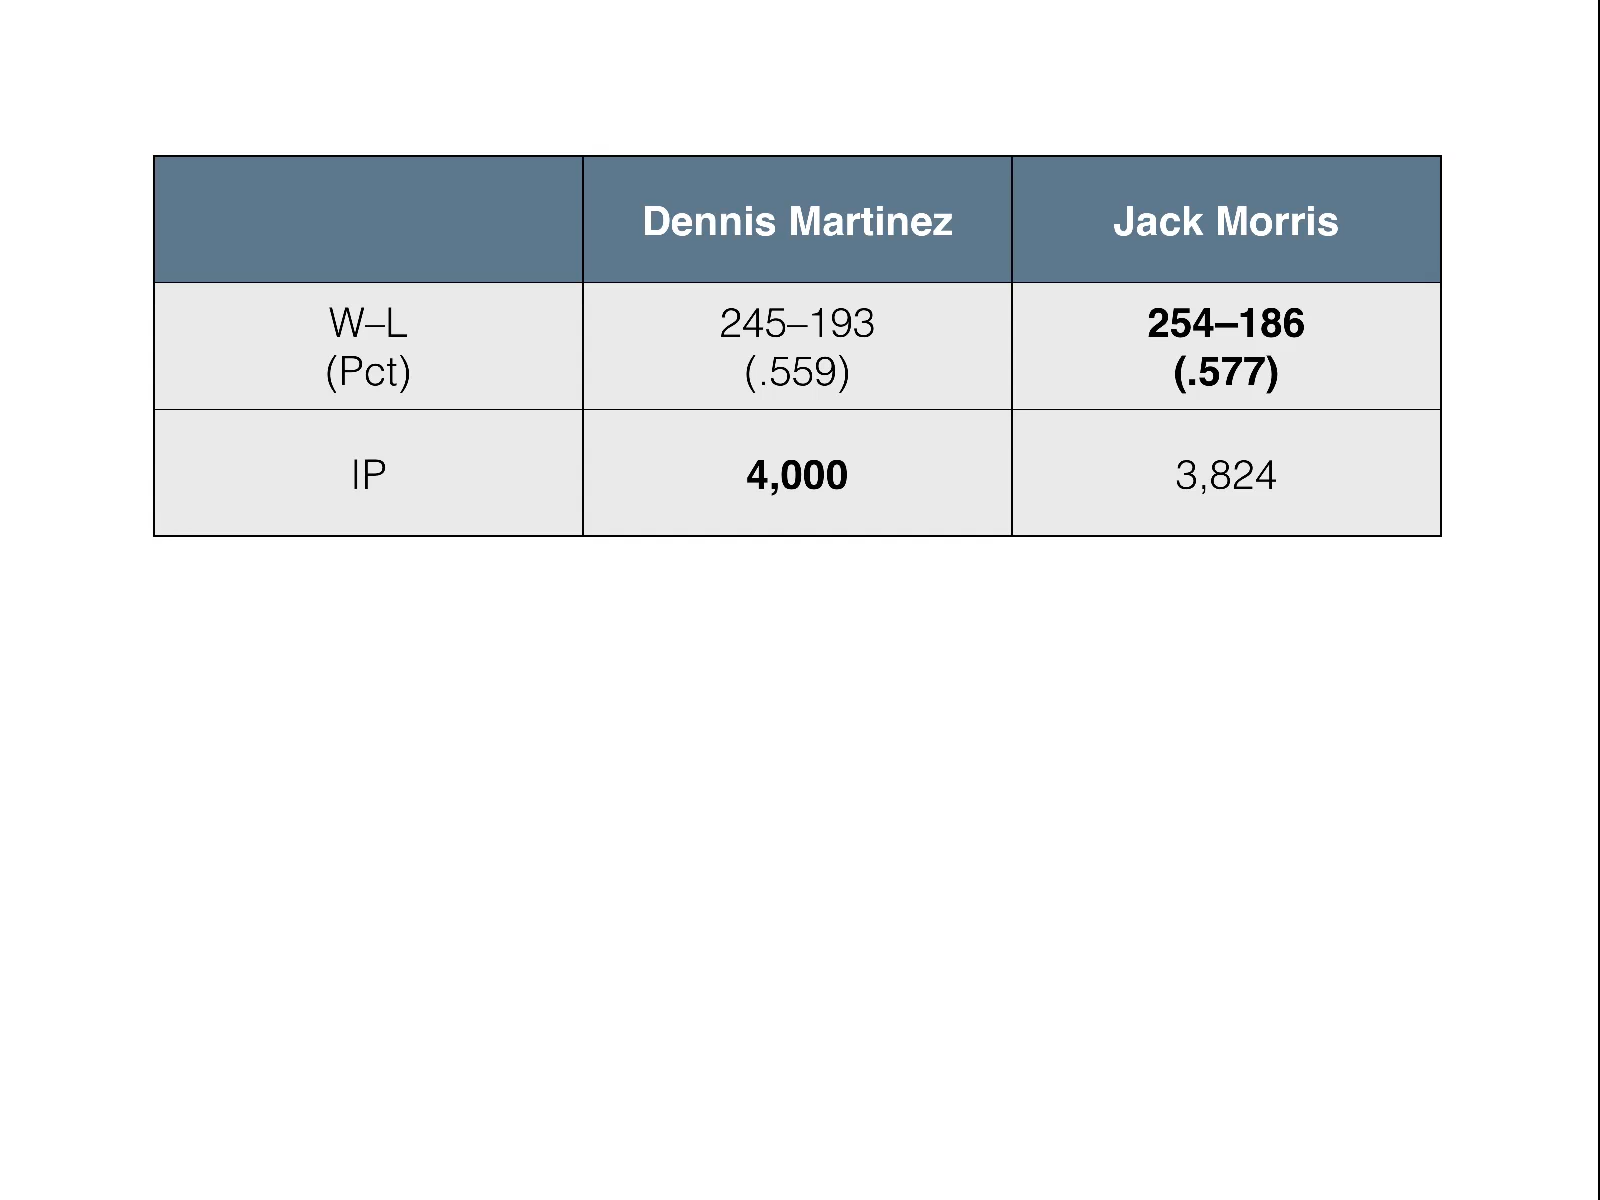 Dennis Martinez Jack Morris
W–L 245–193 254–186
(Pct) (.559) (.577)
IP 4,000 3,824